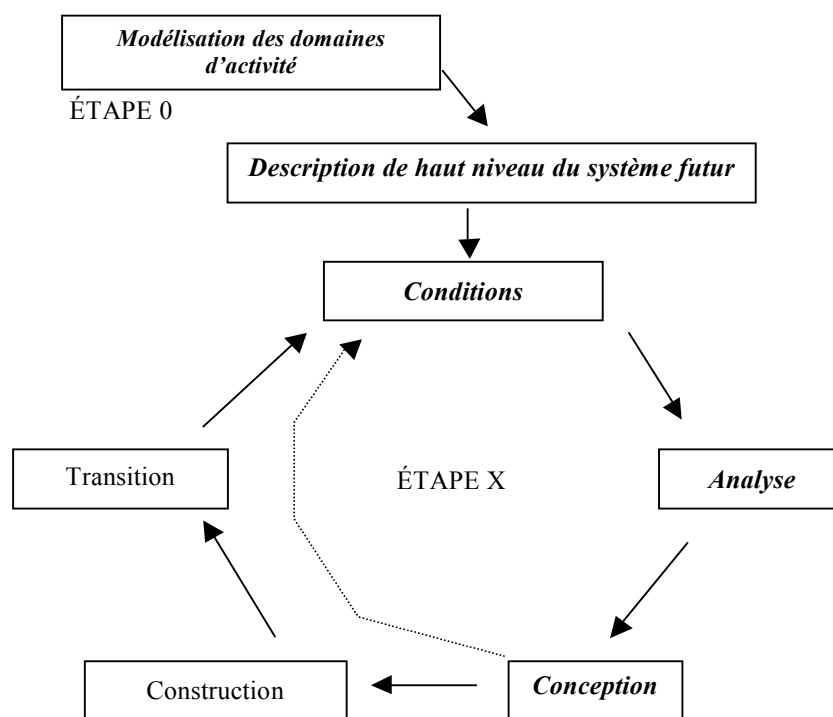 Modélisation des domaines
d’activité
ÉTAPE 0
Description de haut niveau du système futur
Conditions
Transition
ÉTAPE X
Analyse
Construction
Conception